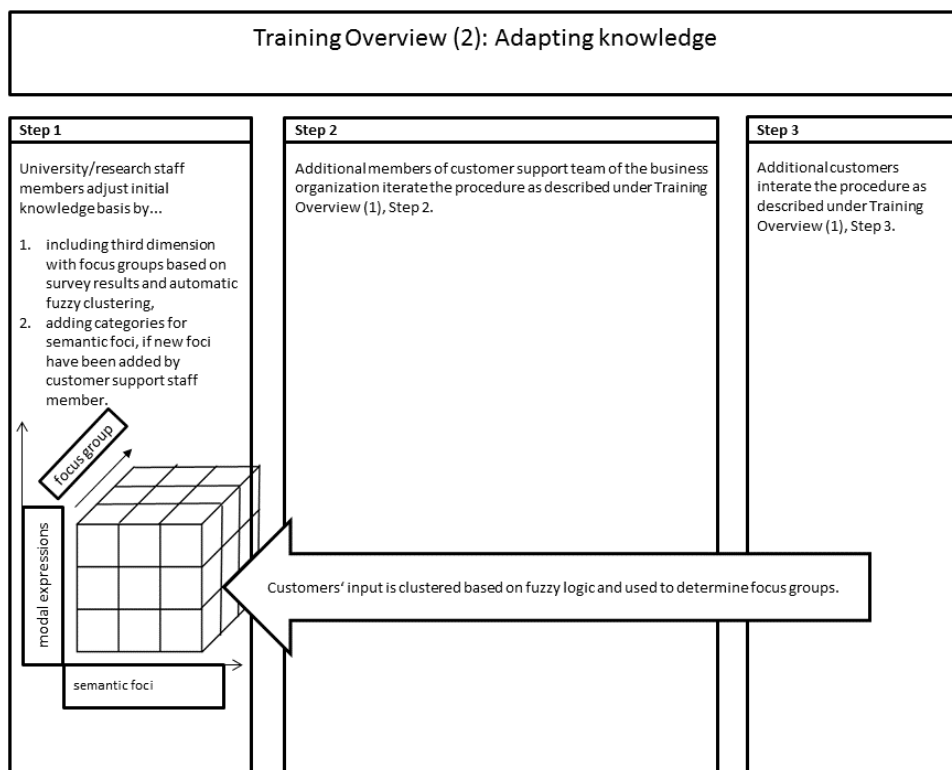 Training Overview (2): Adapting knowledge
Step 1
University/research staff
members adjust initial
knowledge basis by...
1. including third dimension
with focus groups based on
survey results and automatic
fuzzy clustering,
2. adding categories for
semantic foci, if new foci
have been added by
customer support staff
member.
focus group
modal expressions
semantic foci
Step 2
Additional members of customer support team of the business
organization iterate the procedure as described under Training
Overview (1), Step 2.
Step 3
Additional customers
interate the procedure as
described under Training
Overview (1), Step 3.
Customers‘ input is clustered based on fuzzy logic and used to determine focus groups.